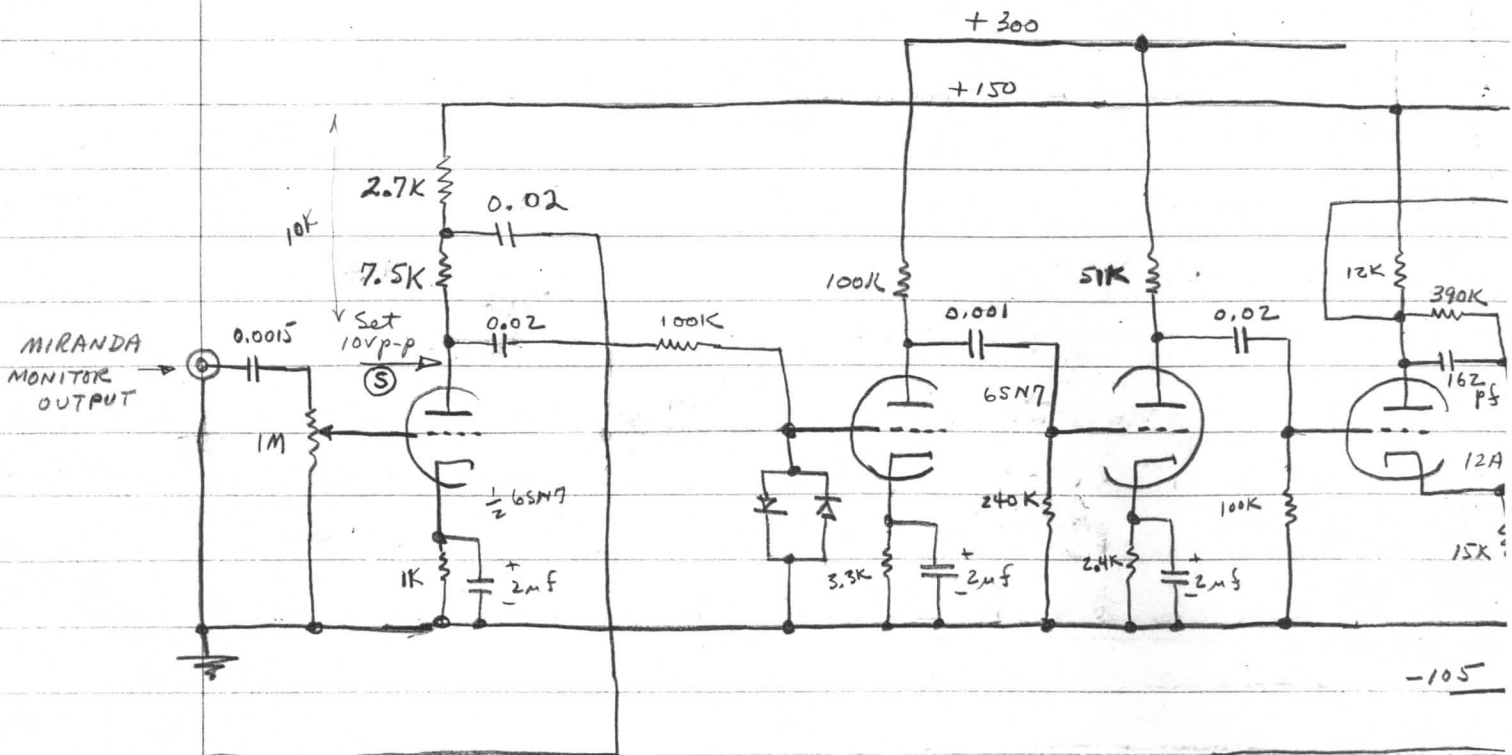 +300
+150
2.7K
0.02
10K
7.5K
100K
51K
12K
390K
Set
10V p-p
S
0.02
100K
0.001
0.02
MIRANDA
MONITOR
OUTPUT
0.0015
162
pf
6SN7
1M
12A
1/2 6SN7
240K
100K
15K
1K
+
2μf
-
3.3K
+
2μf
-
2.4K
+
2μf
-
-105